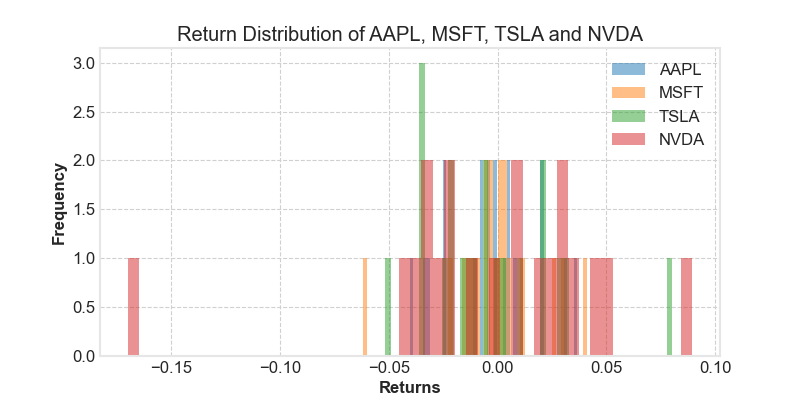 Return Distribution of AAPL, MSFT, TSLA and NVDA
3.0
2.5
2.0
1.5
1.0
0.5
0.0
Frequency
AAPL
MSFT
TSLA
NVDA
−0.15
−0.10
−0.05
0.00
0.05
0.10
Returns